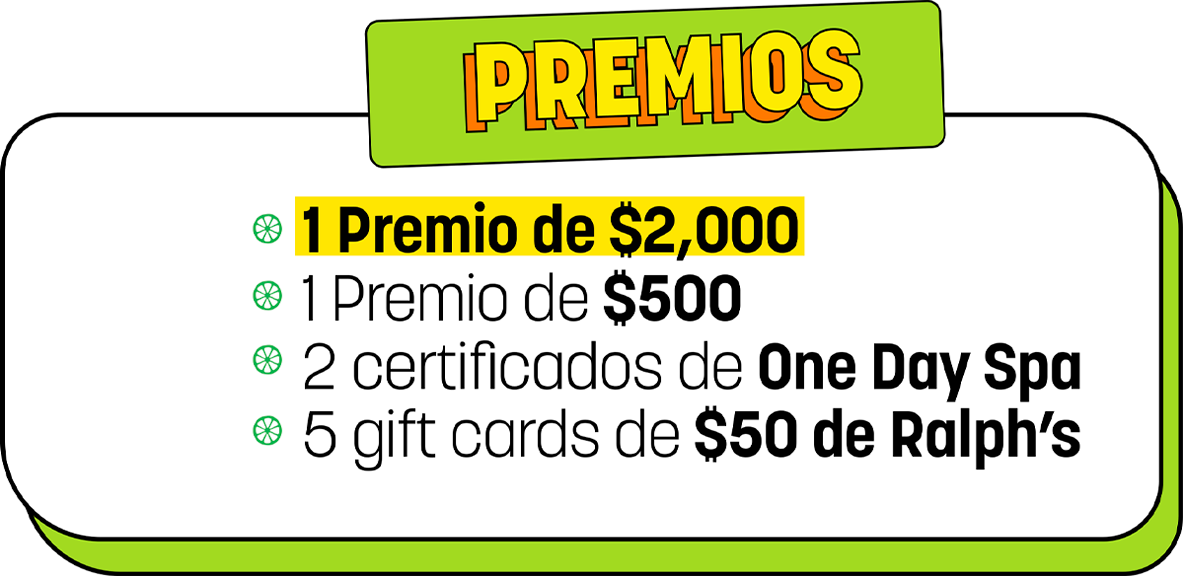 PREMIOS
1 Premio de $2,000
1 Premio de $500
2 certificados de One Day Spa
5 gift cards de $50 de Ralph’s